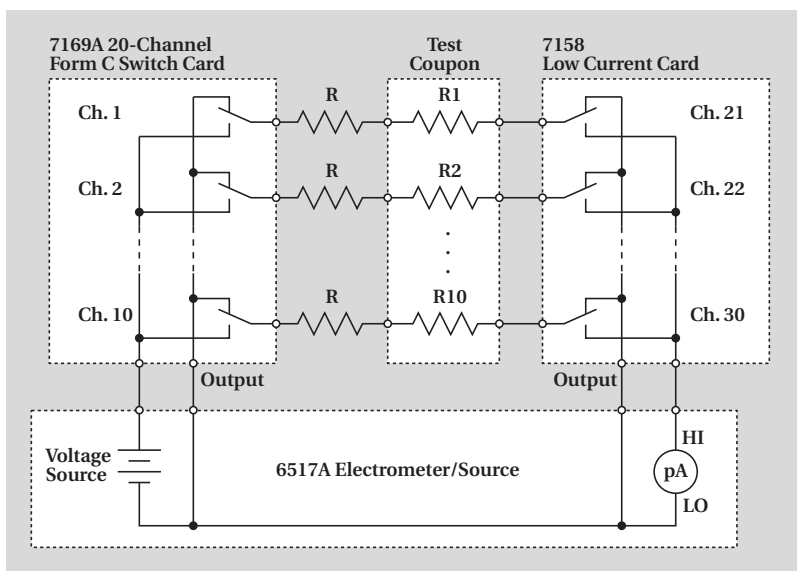 7169A 20-Channel
Form C Switch Card
Test
Coupon
7158
Low Current Card
Ch. 1
R
R1
Ch. 21
Ch. 2
R
R2
Ch. 22
Ch. 10
R
R10
Ch. 30
Output
Output
Voltage
Source
6517A Electrometer/Source
HI
pA
LO